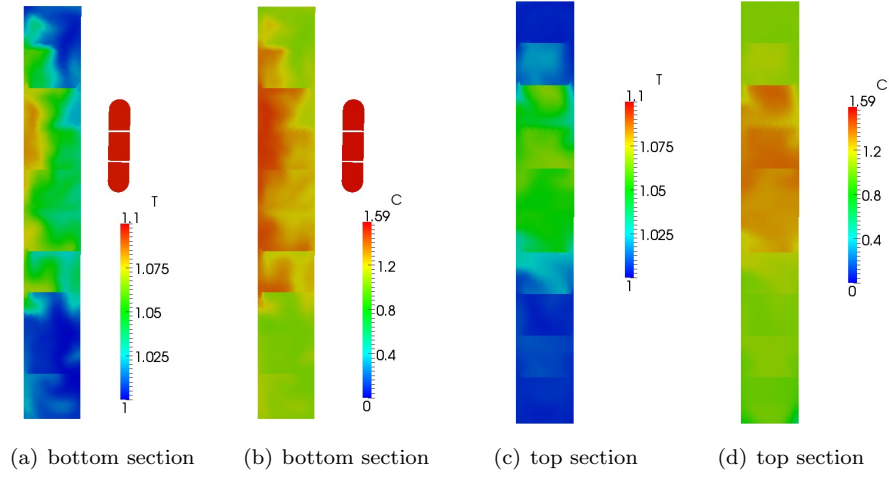 T
1.1
1.075
1.05
1.025
1
C
1.59
1.2
0.8
0.4
0
T
1.1
1.075
1.05
1.025
1
C
1.59
1.2
0.8
0.4
0
(a) bottom section
(b) bottom section
(c) top section
(d) top section